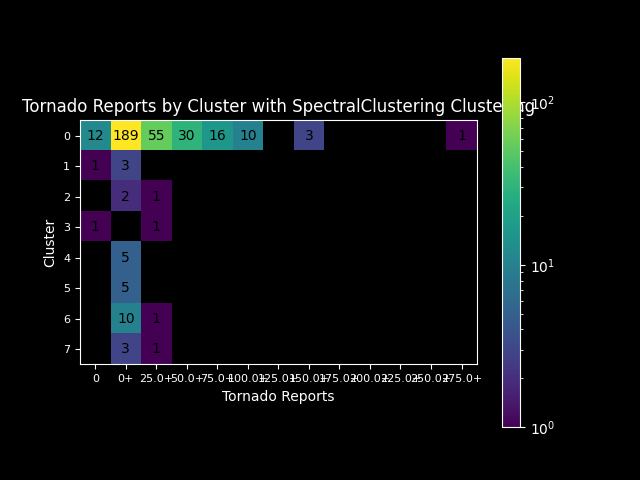 Tornado Reports by Cluster with SpectralClustering Clustering
10²
0 12 189 55 30 16 10 3 1
1 1 3
2 2 1
3 1 1
Cluster
4 5
5 5
10¹
6 10 1
7 3 1
0 0+ 25.0+ 50.0+ 75.0+ 100.0+ 125.0+ 150.0+ 175.0+ 200.0+ 225.0+ 250.0+ 275.0+
Tornado Reports
10⁰